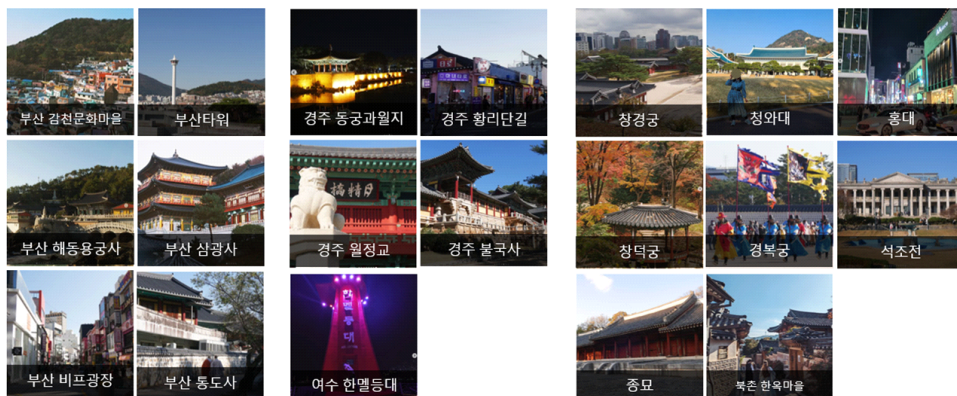 부산 감천문화마을
부산타워
부산 해동용궁사
부산 삼광사
부산 비프광장
부산 통도사
경주 동궁과월지
경주 황리단길
경주 월정교
경주 불국사
여수 한멜등대
창경궁
청와대
홍대
창덕궁
경복궁
석조전
종묘
북촌 한옥마을
橋精月